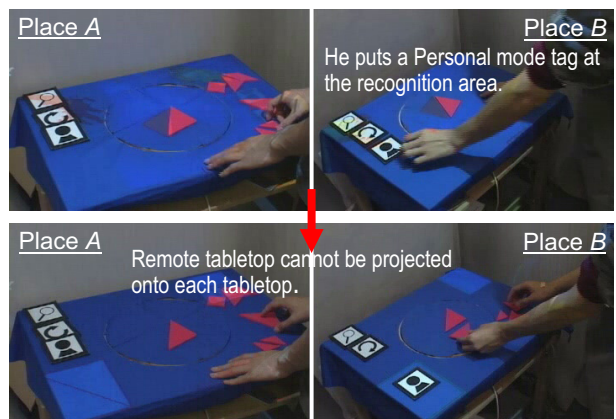 Place A
Place B
He puts a Personal mode tag at
the recognition area.
Place A
Place B
Remote tabletop cannot be projected
onto each tabletop.